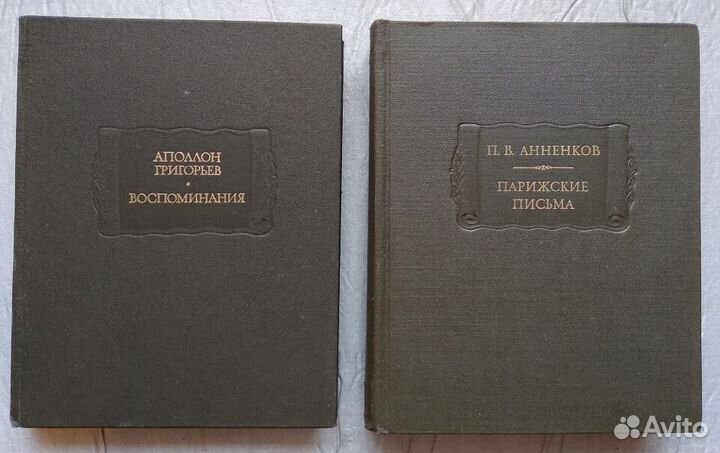 АПОЛЛОН
ГРИГОРЬЕВ
ВОСПОМИНАНИЯ
П. В. АННЕНКОВ
ПАРИЖСКИЕ
ПИСЬМА
Avito